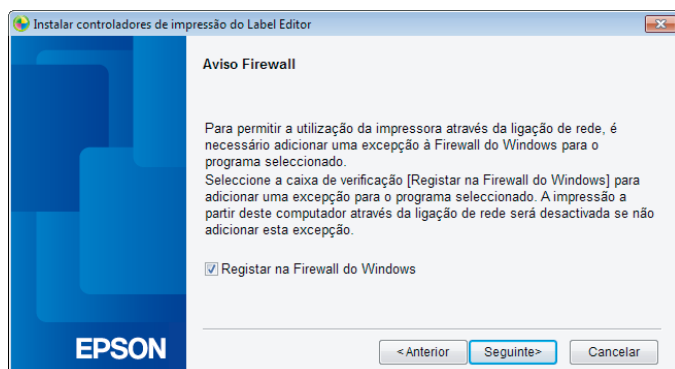 Instalar controladores de impressão do Label Editor
Aviso Firewall
Para permitir a utilização da impressora através da ligação de rede, é
necessário adicionar uma excepção à Firewall do Windows para o
programa seleccionado.
Seleccione a caixa de verificação [Registar na Firewall do Windows] para
adicionar uma excepção para o programa seleccionado. A impressão a
partir deste computador através da ligação de rede será desactivada se não
adicionar esta excepção.
Registar na Firewall do Windows
EPSON
<Anterior
Seguinte>
Cancelar